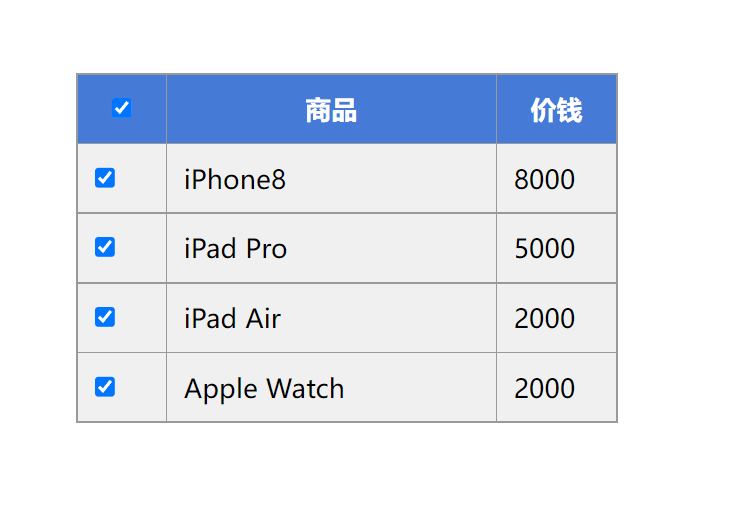 商品 价钱
iPhone8 8000
iPad Pro 5000
iPad Air 2000
Apple Watch 2000